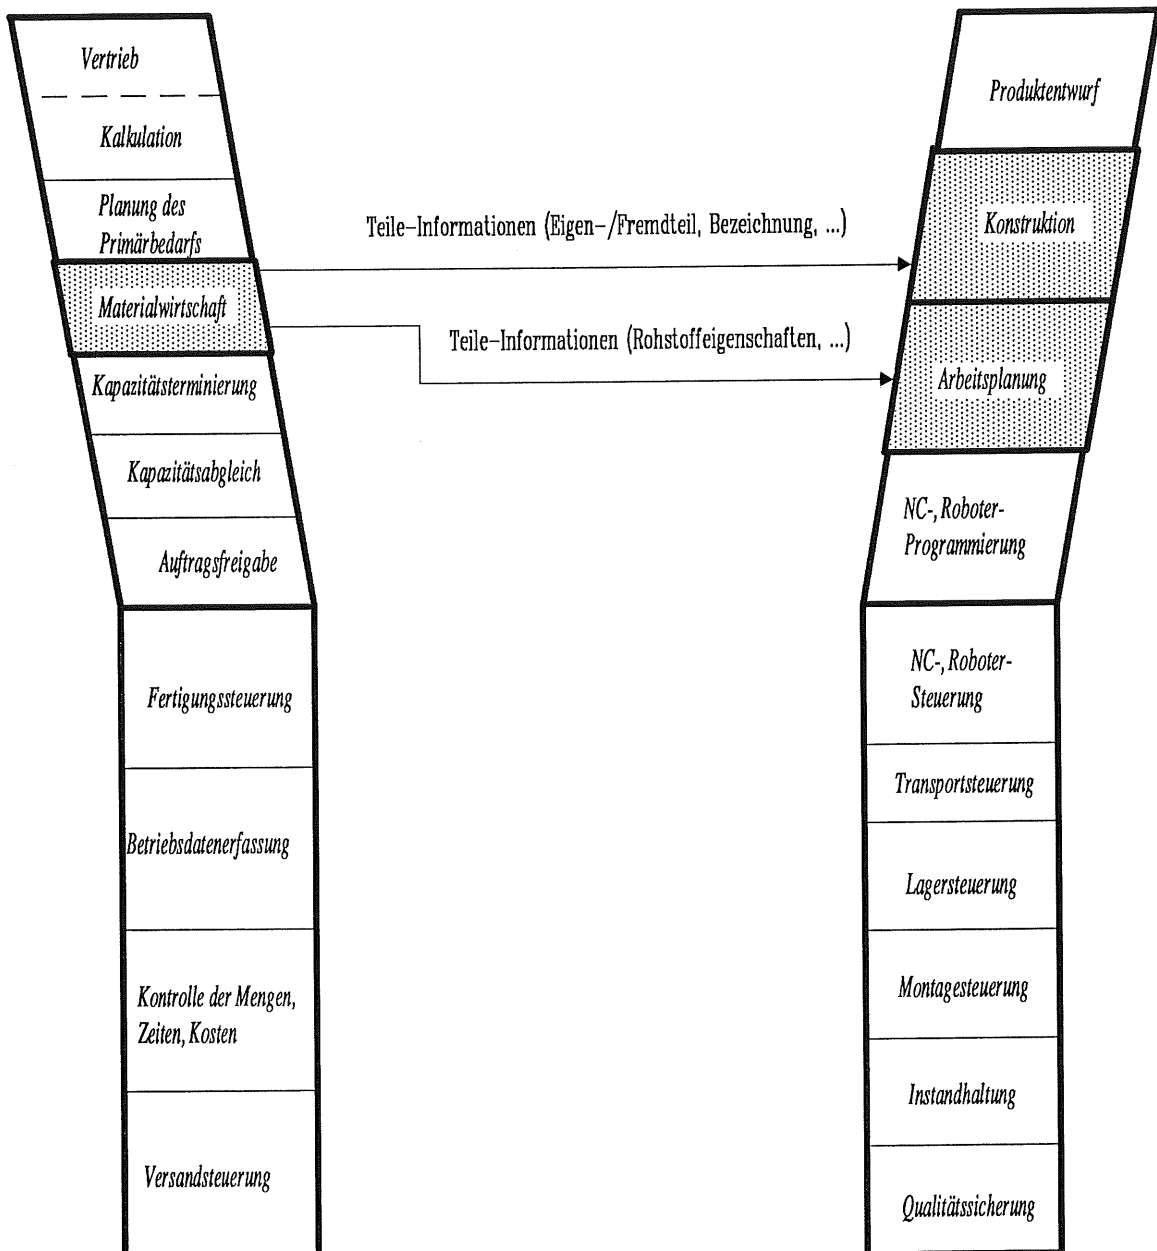 Vertrieb
Kalkulation
Planung des
Primärbedarfs
Materialwirtschaft
Kapazitätsterminierung
Kapazitätsabgleich
Auftragsfreigabe
Fertigungssteuerung
Betriebsdatenerfassung
Kontrolle der Mengen,
Zeiten, Kosten
Versandsteuerung
Teile-Informationen (Eigen-/Fremdteil, Bezeichnung, ...)
Teile-Informationen (Rohstoffeigenschaften, ...)
Produktentwurf
Konstruktion
Arbeitsplanung
NC-, Roboter-
Programmierung
NC-, Roboter-
Steuerung
Transportsteuerung
Lagersteuerung
Montagesteuerung
Instandhaltung
Qualitätssicherung